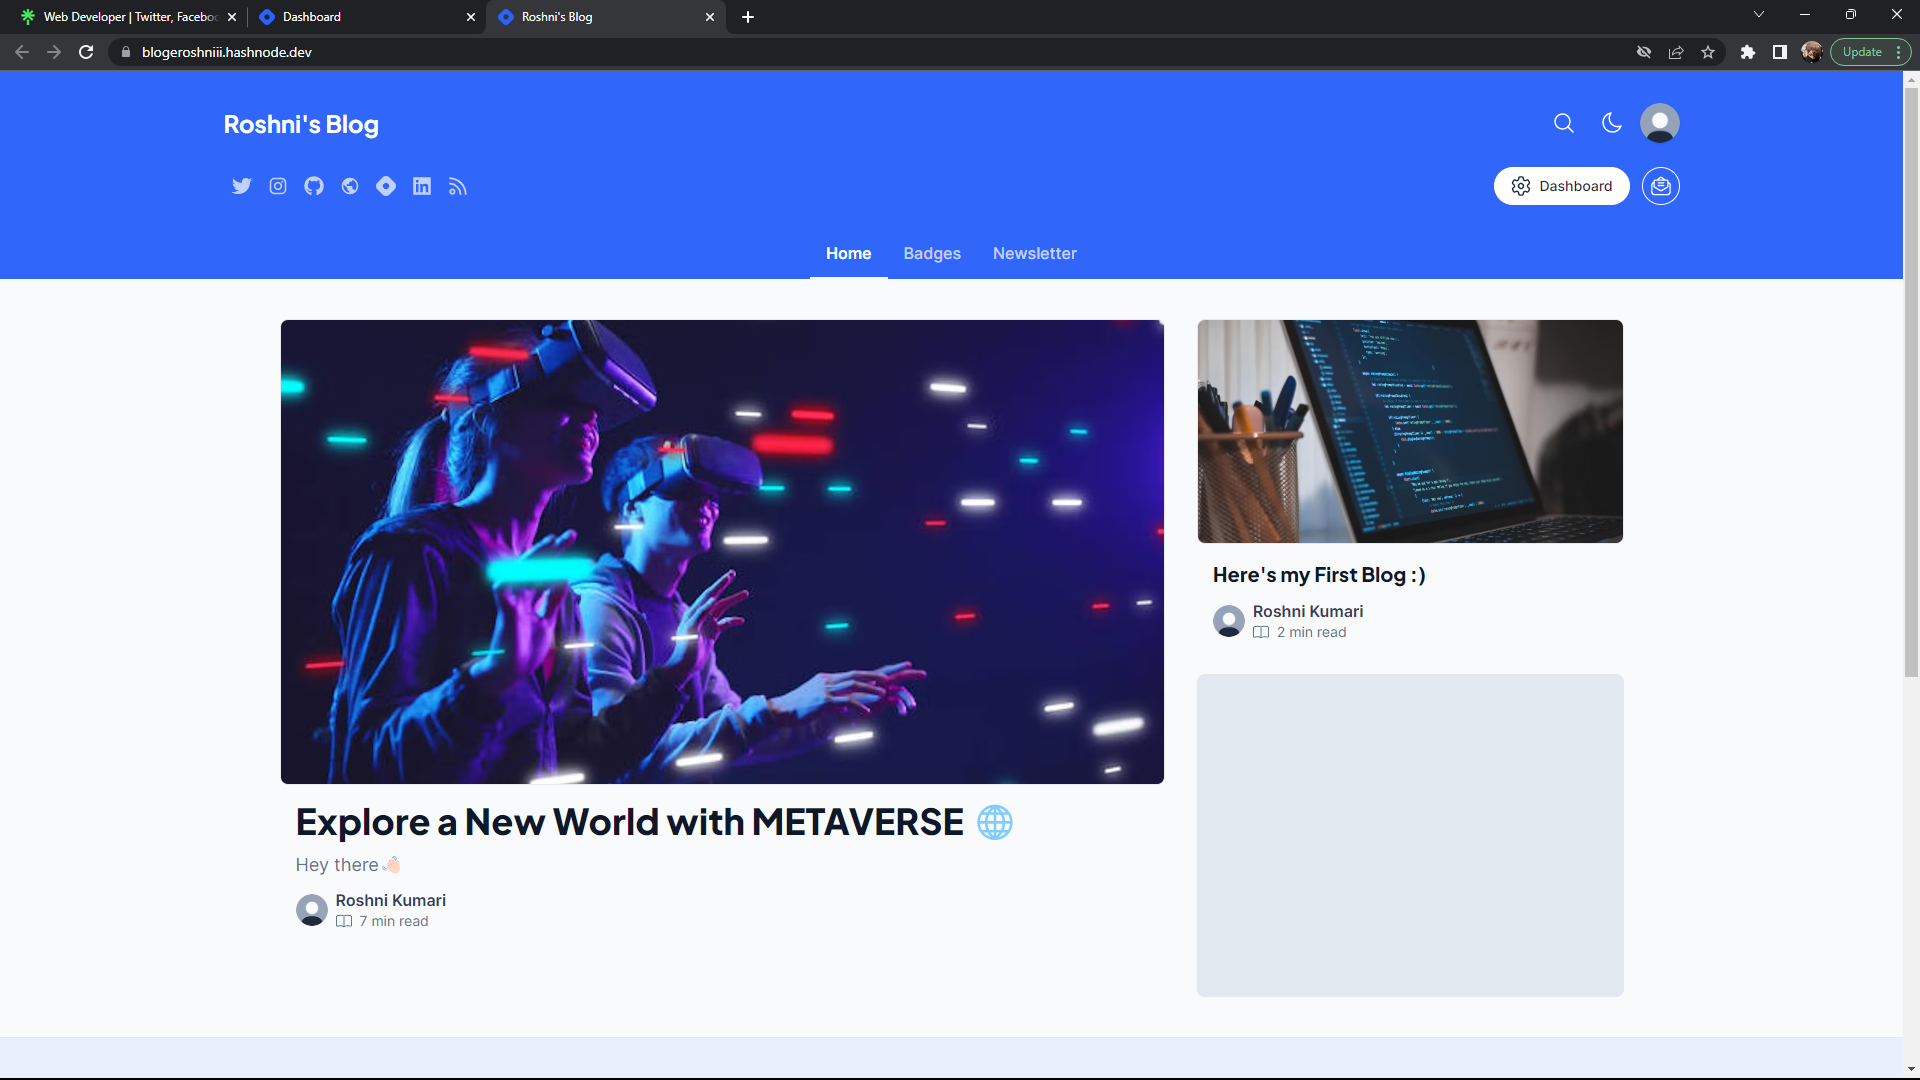 Web Developer | Twitter, Facebo
Dashboard
Roshni's Blog
blogeroshniii.hashnode.dev
Update
Roshni's Blog
Dashboard
Home
Badges
Newsletter
Explore a New World with METAVERSE 🌐
Hey there👋🏻
Roshni Kumari
7 min read
Here's my First Blog :)
Roshni Kumari
2 min read